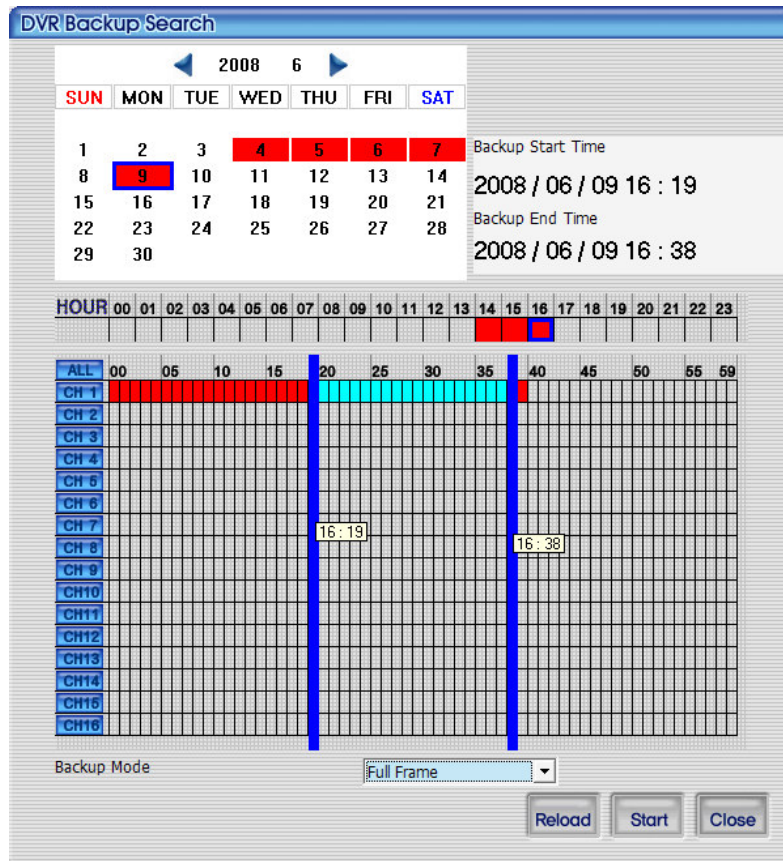 DVR Backup Search
2008 6
SUN MON TUE WED THU FRI SAT
1 2 3 4 5 6 7
8 9 10 11 12 13 14
15 16 17 18 19 20 21
22 23 24 25 26 27 28
29 30
Backup Start Time
2008 / 06 / 09 16 : 19
Backup End Time
2008 / 06 / 09 16 : 38
HOUR 00 01 02 03 04 05 06 07 08 09 10 11 12 13 14 15 16 17 18 19 20 21 22 23
ALL 00 05 10 15 20 25 30 35 40 45 50 55 59
CH 1
CH 2
CH 3
CH 4
CH 5
CH 6
CH 7
16 : 19
CH 8
16 : 38
CH 9
CH10
CH11
CH12
CH13
CH14
CH15
CH16
Backup Mode Full Frame
Reload Start Close